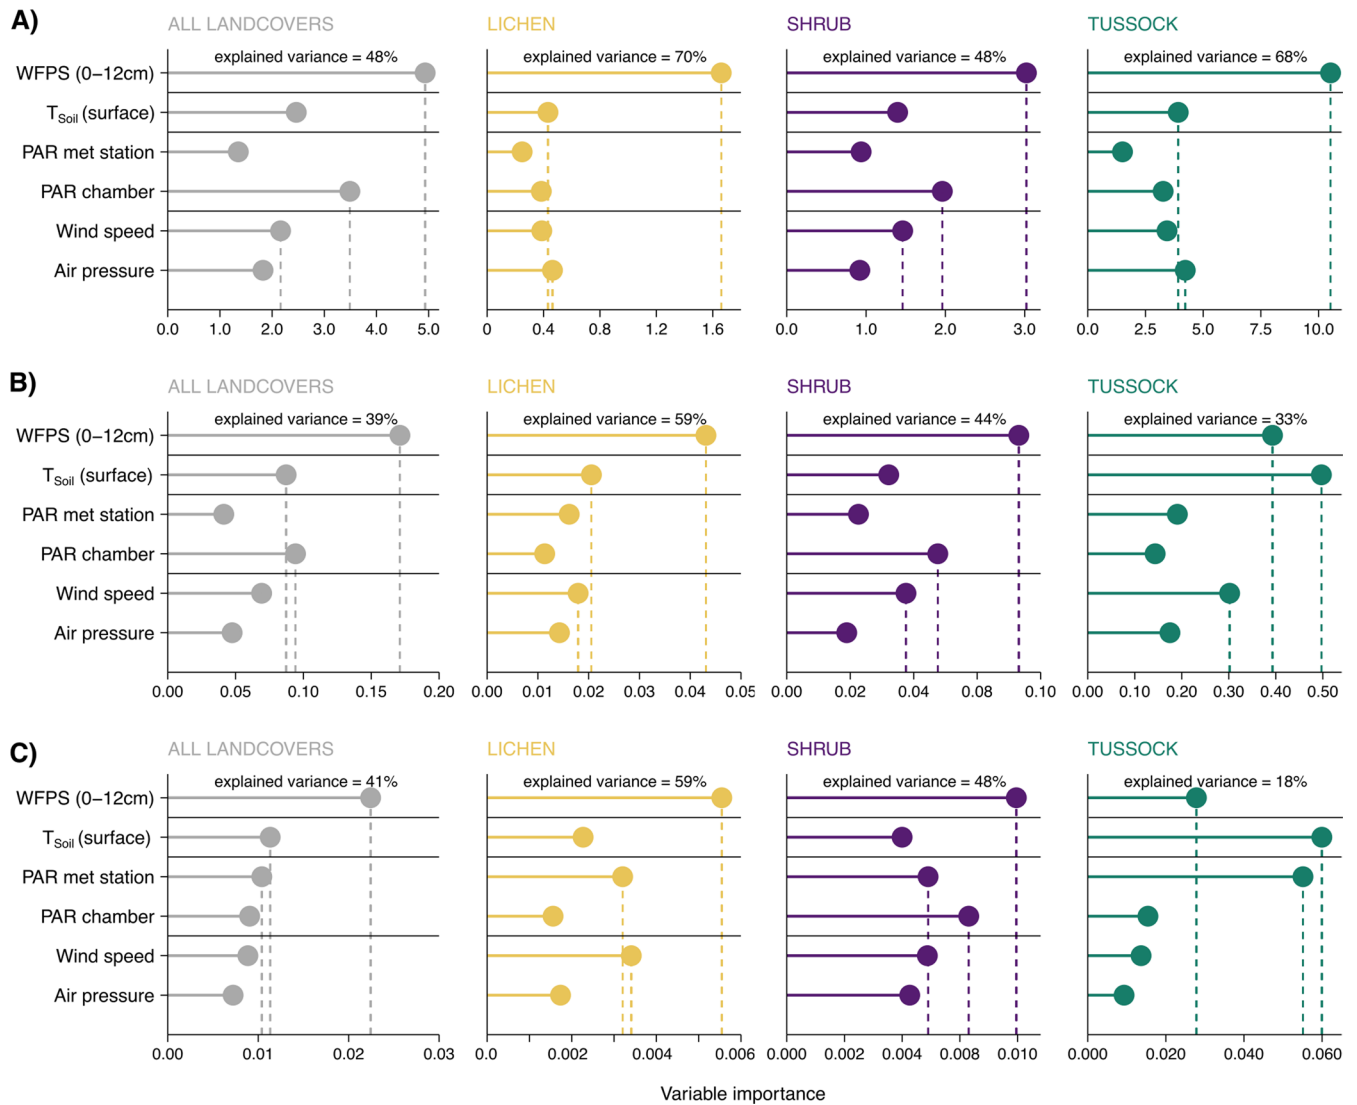 A)
ALL LANDCOVERS LICHEN SHRUB TUSSOCK
explained variance = 48% explained variance = 70% explained variance = 48% explained variance = 68%
WFPS (0−12cm)
TSoil (surface)
PAR met station
PAR chamber
Wind speed
Air pressure
0.0 1.0 2.0 3.0 4.0 5.0 0 0.4 0.8 1.2 1.6 0.0 1.0 2.0 3.0 0.0 2.5 5.0 7.5 10.0
B)
ALL LANDCOVERS LICHEN SHRUB TUSSOCK
explained variance = 39% explained variance = 59% explained variance = 44% explained variance = 33%
WFPS (0−12cm)
TSoil (surface)
PAR met station
PAR chamber
Wind speed
Air pressure
0.00 0.05 0.10 0.15 0.20 0.00 0.01 0.02 0.03 0.04 0.05 0.00 0.02 0.04 0.08 0.10 0.00 0.10 0.20 0.30 0.40 0.50
C)
ALL LANDCOVERS LICHEN SHRUB TUSSOCK
explained variance = 41% explained variance = 59% explained variance = 48% explained variance = 18%
WFPS (0−12cm)
TSoil (surface)
PAR met station
PAR chamber
Wind speed
Air pressure
0.00 0.01 0.02 0.03 0.0 0.002 0.004 0.006 0.000 0.002 0.004 0.008 0.010 0.000 0.020 0.040 0.060
Variable importance